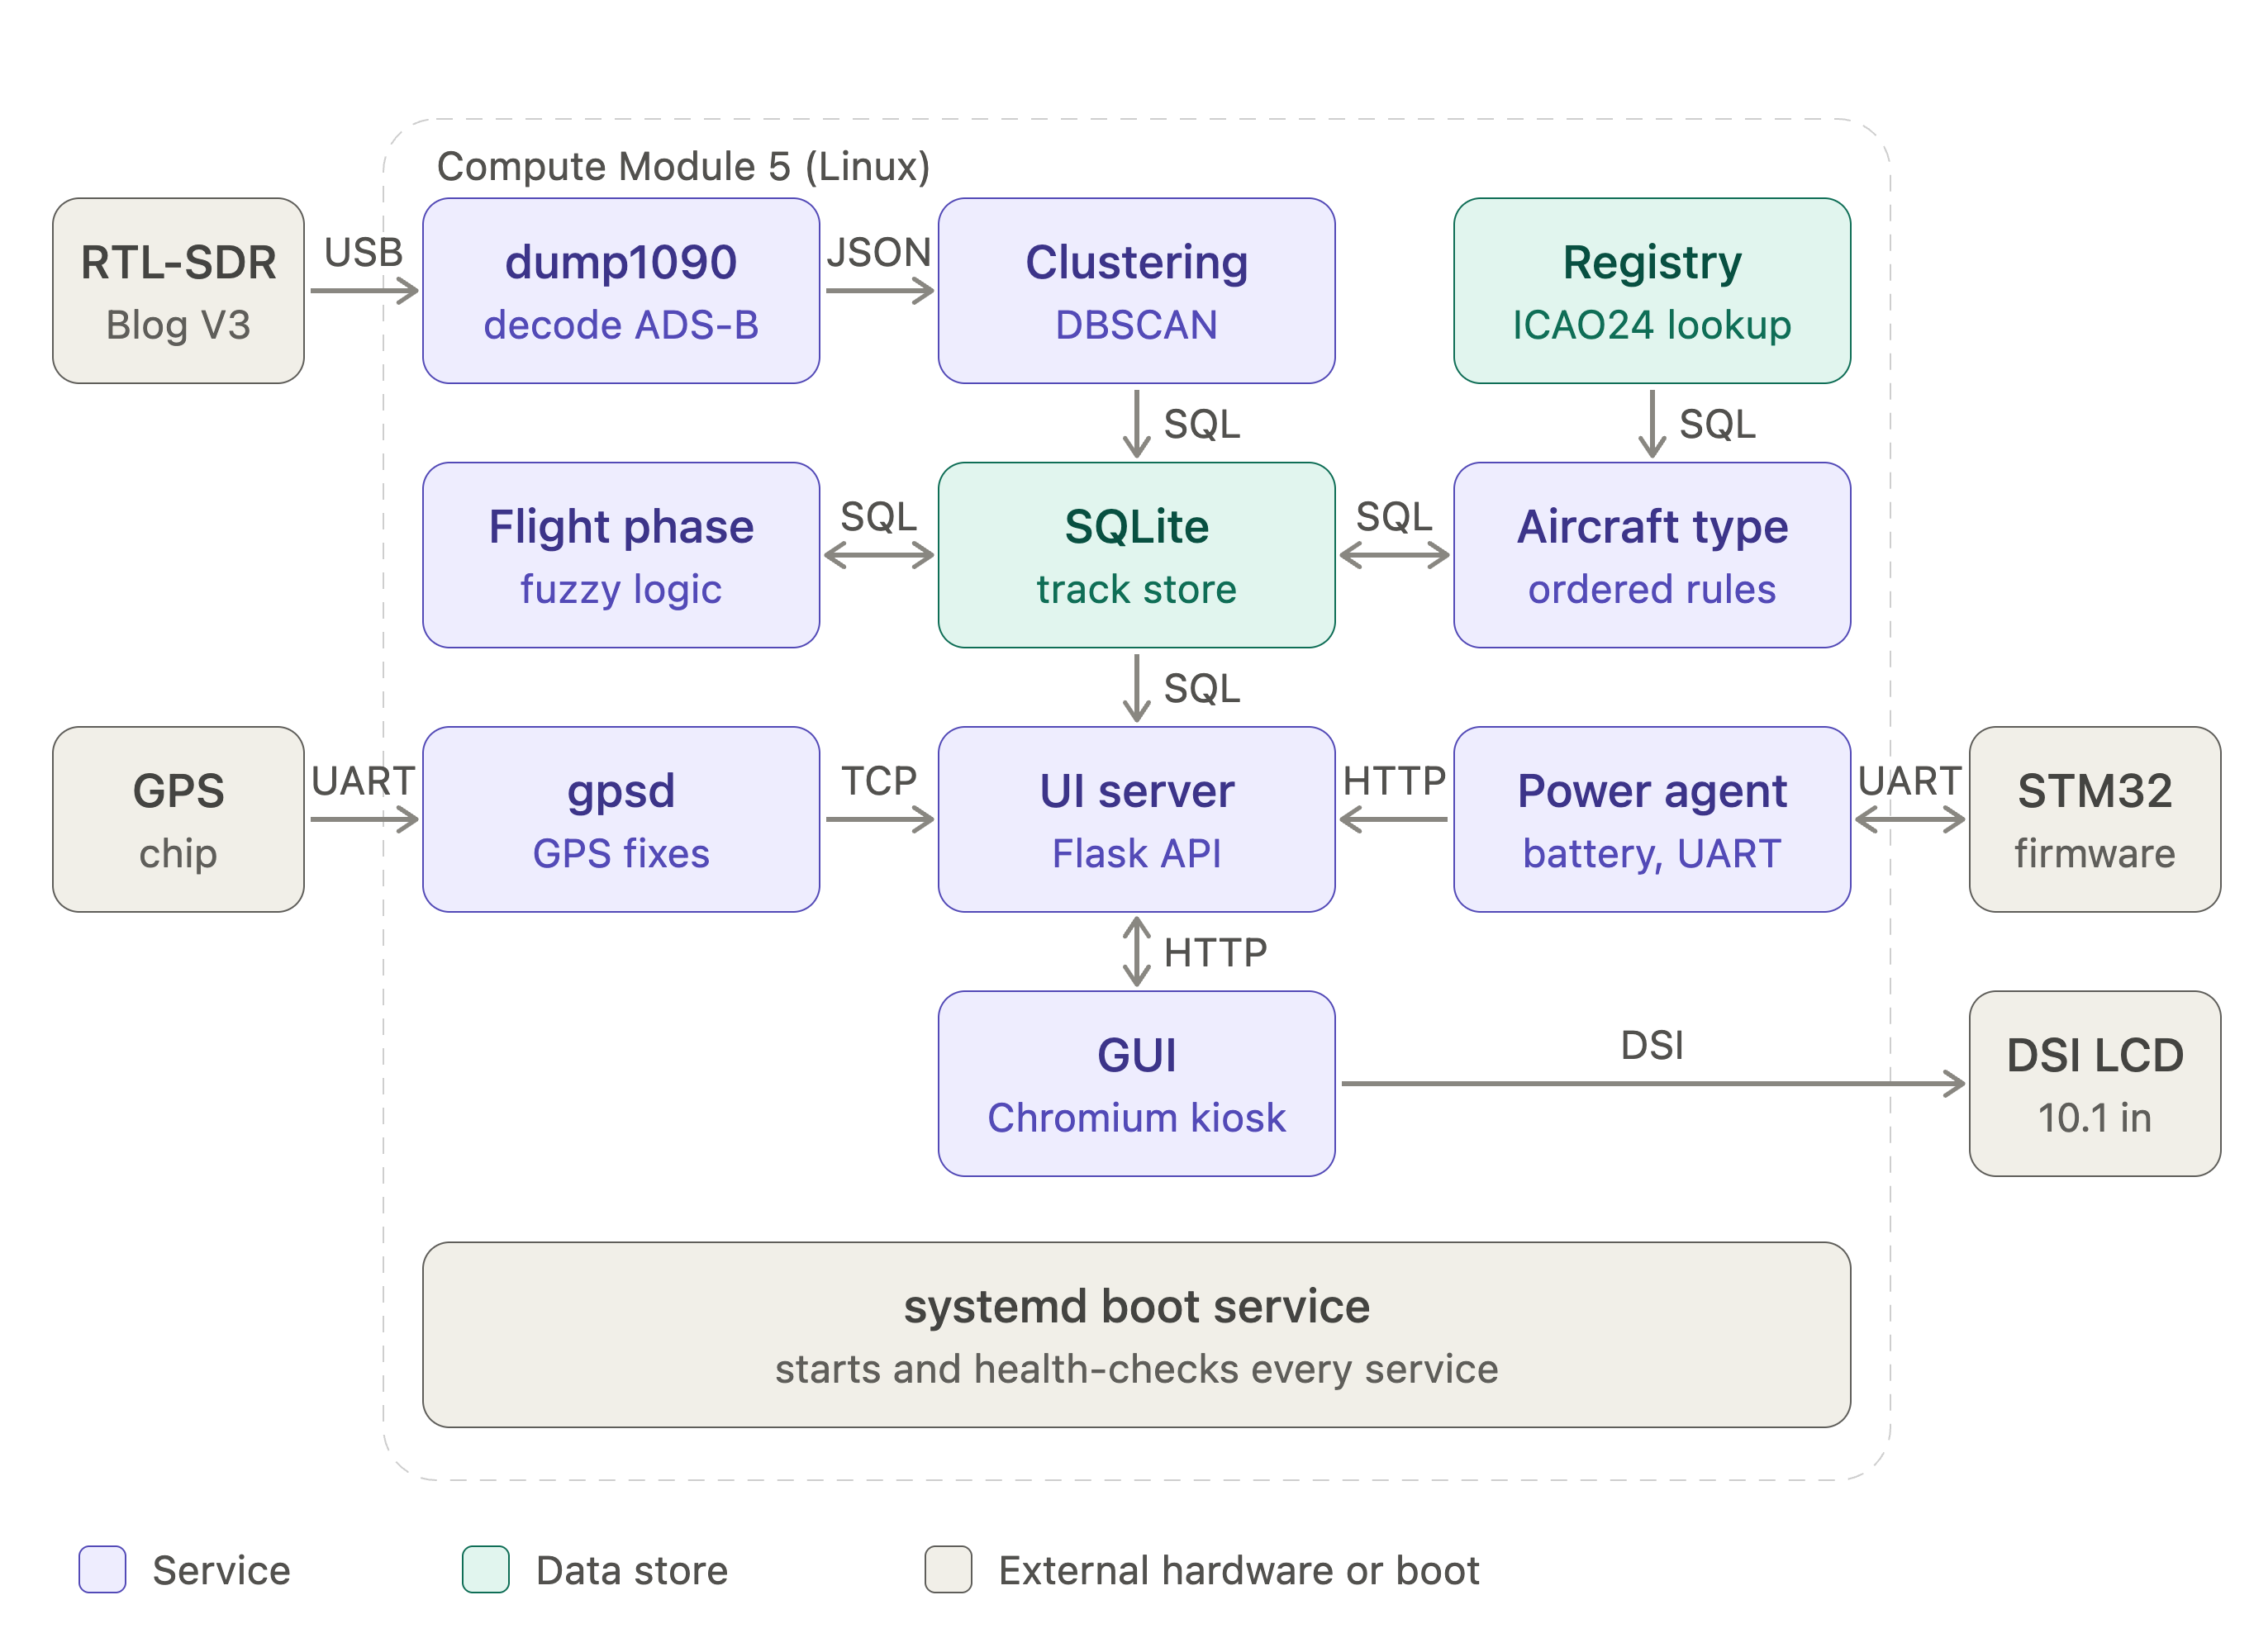 Compute Module 5 (Linux)
RTL-SDR
Blog V3
USB
dump1090
decode ADS-B
JSON
Clustering
DBSCAN
Registry
ICAO24 lookup
SQL
SQL
Flight phase
fuzzy logic
SQL
SQLite
track store
SQL
Aircraft type
ordered rules
SQL
GPS
chip
UART
gpsd
GPS fixes
TCP
UI server
Flask API
HTTP
Power agent
battery, UART
UART
STM32
firmware
HTTP
GUI
Chromium kiosk
DSI
DSI LCD
10.1 in
systemd boot service
starts and health-checks every service
Service
Data store
External hardware or boot